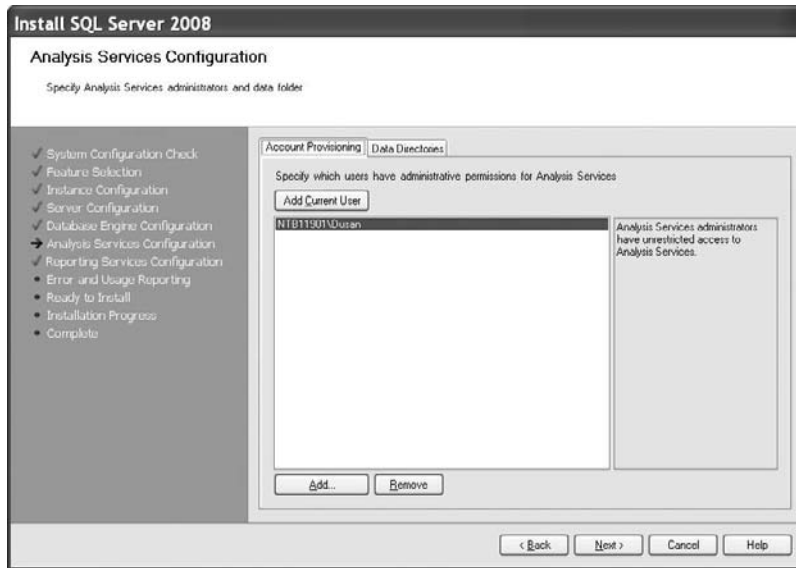 Install SQL Server 2008
Analysis Services Configuration
Specify Analysis Services administrators and data folder
System Configuration Check
Feature Selection
Instance Configuration
Server Configuration
Database Engine Configuration
Analysis Services Configuration
Reporting Services Configuration
Error and Usage Reporting
Ready to Install
Installation Progress
Complete
Account Provisioning Data Directories
Specify which users have administrative permissions for Analysis Services
Add Current User
NTB11901\Dusan
Analysis Services administrators
have unrestricted access to
Analysis Services.
Add... Remove
< Back Next > Cancel Help